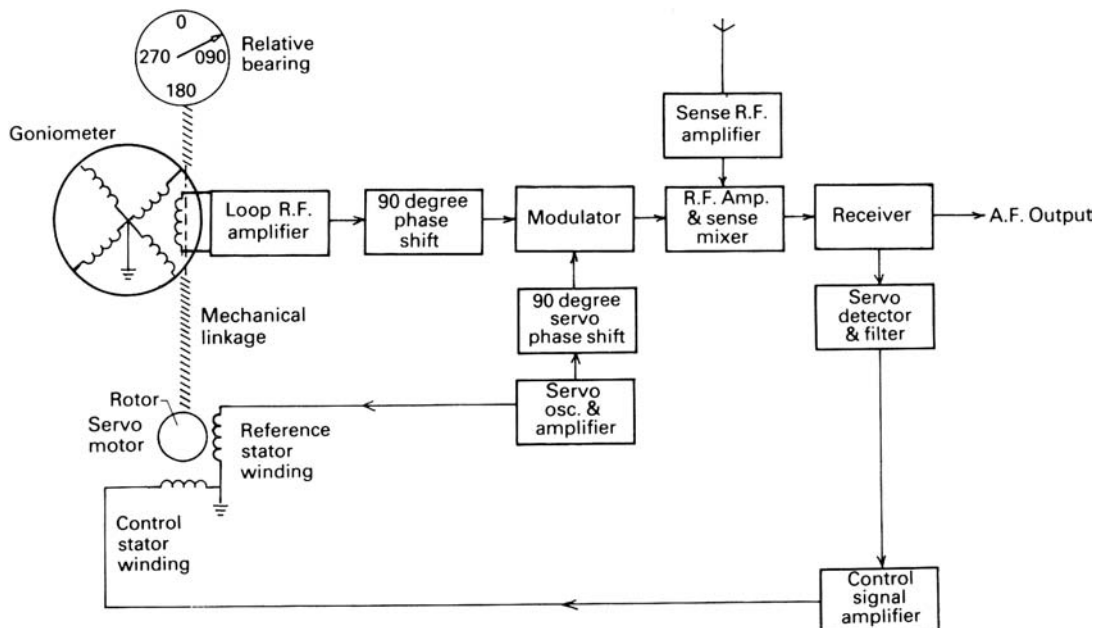 0
270
090
180
Relative
bearing
Goniometer
Sense R.F.
amplifier
Loop R.F.
amplifier
90 degree
phase
shift
Modulator
R.F. Amp.
& sense
mixer
Receiver
A.F. Output
Mechanical
linkage
90 degree
servo
phase shift
Servo
detector
& filter
Rotor
Servo
motor
Reference
stator
winding
Servo
osc. &
amplifier
Control
stator
winding
Control
signal
amplifier